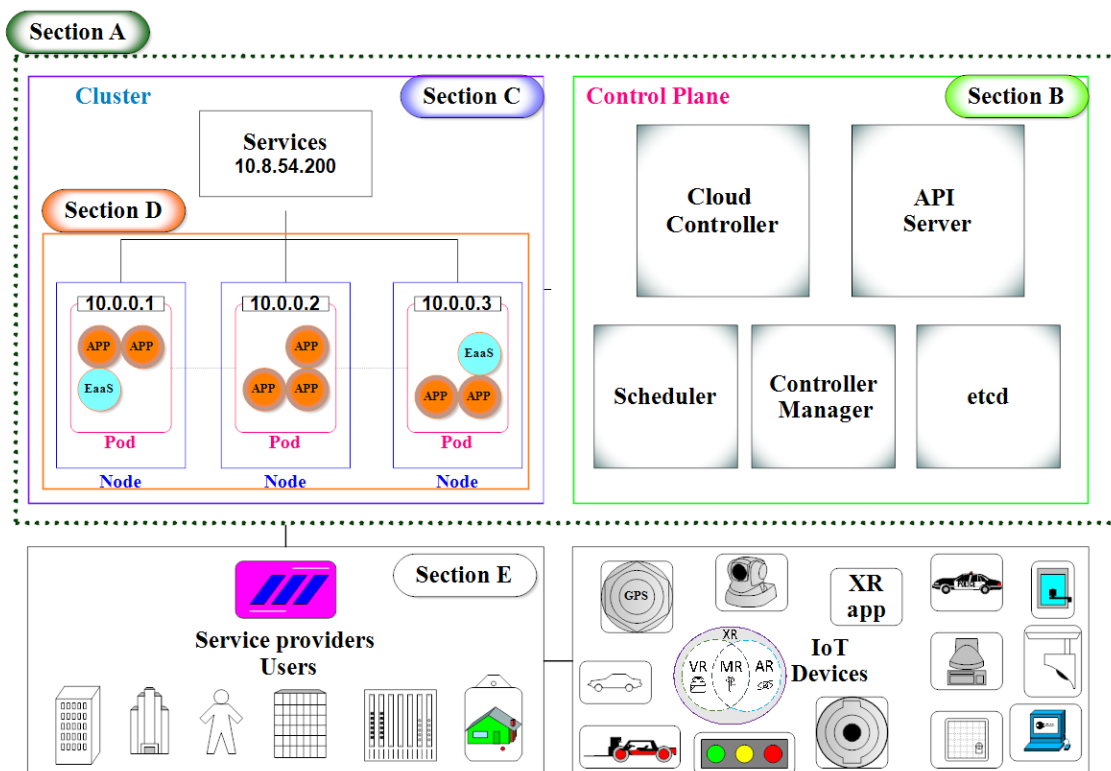 Section A
Cluster
Section C
Control Plane
Section B
Services
10.8.54.200
Cloud
Controller
API
Server
Section D
10.0.0.1
10.0.0.2
10.0.0.3
APP
APP
EaaS
Pod
Node
APP
APP
APP
Pod
Node
EaaS
APP
APP
Pod
Node
Scheduler
Controller
Manager
etcd
Section E
Service providers
Users
GPS
XR
app
POLICE
XR
VR
MR
AR
IoT
Devices